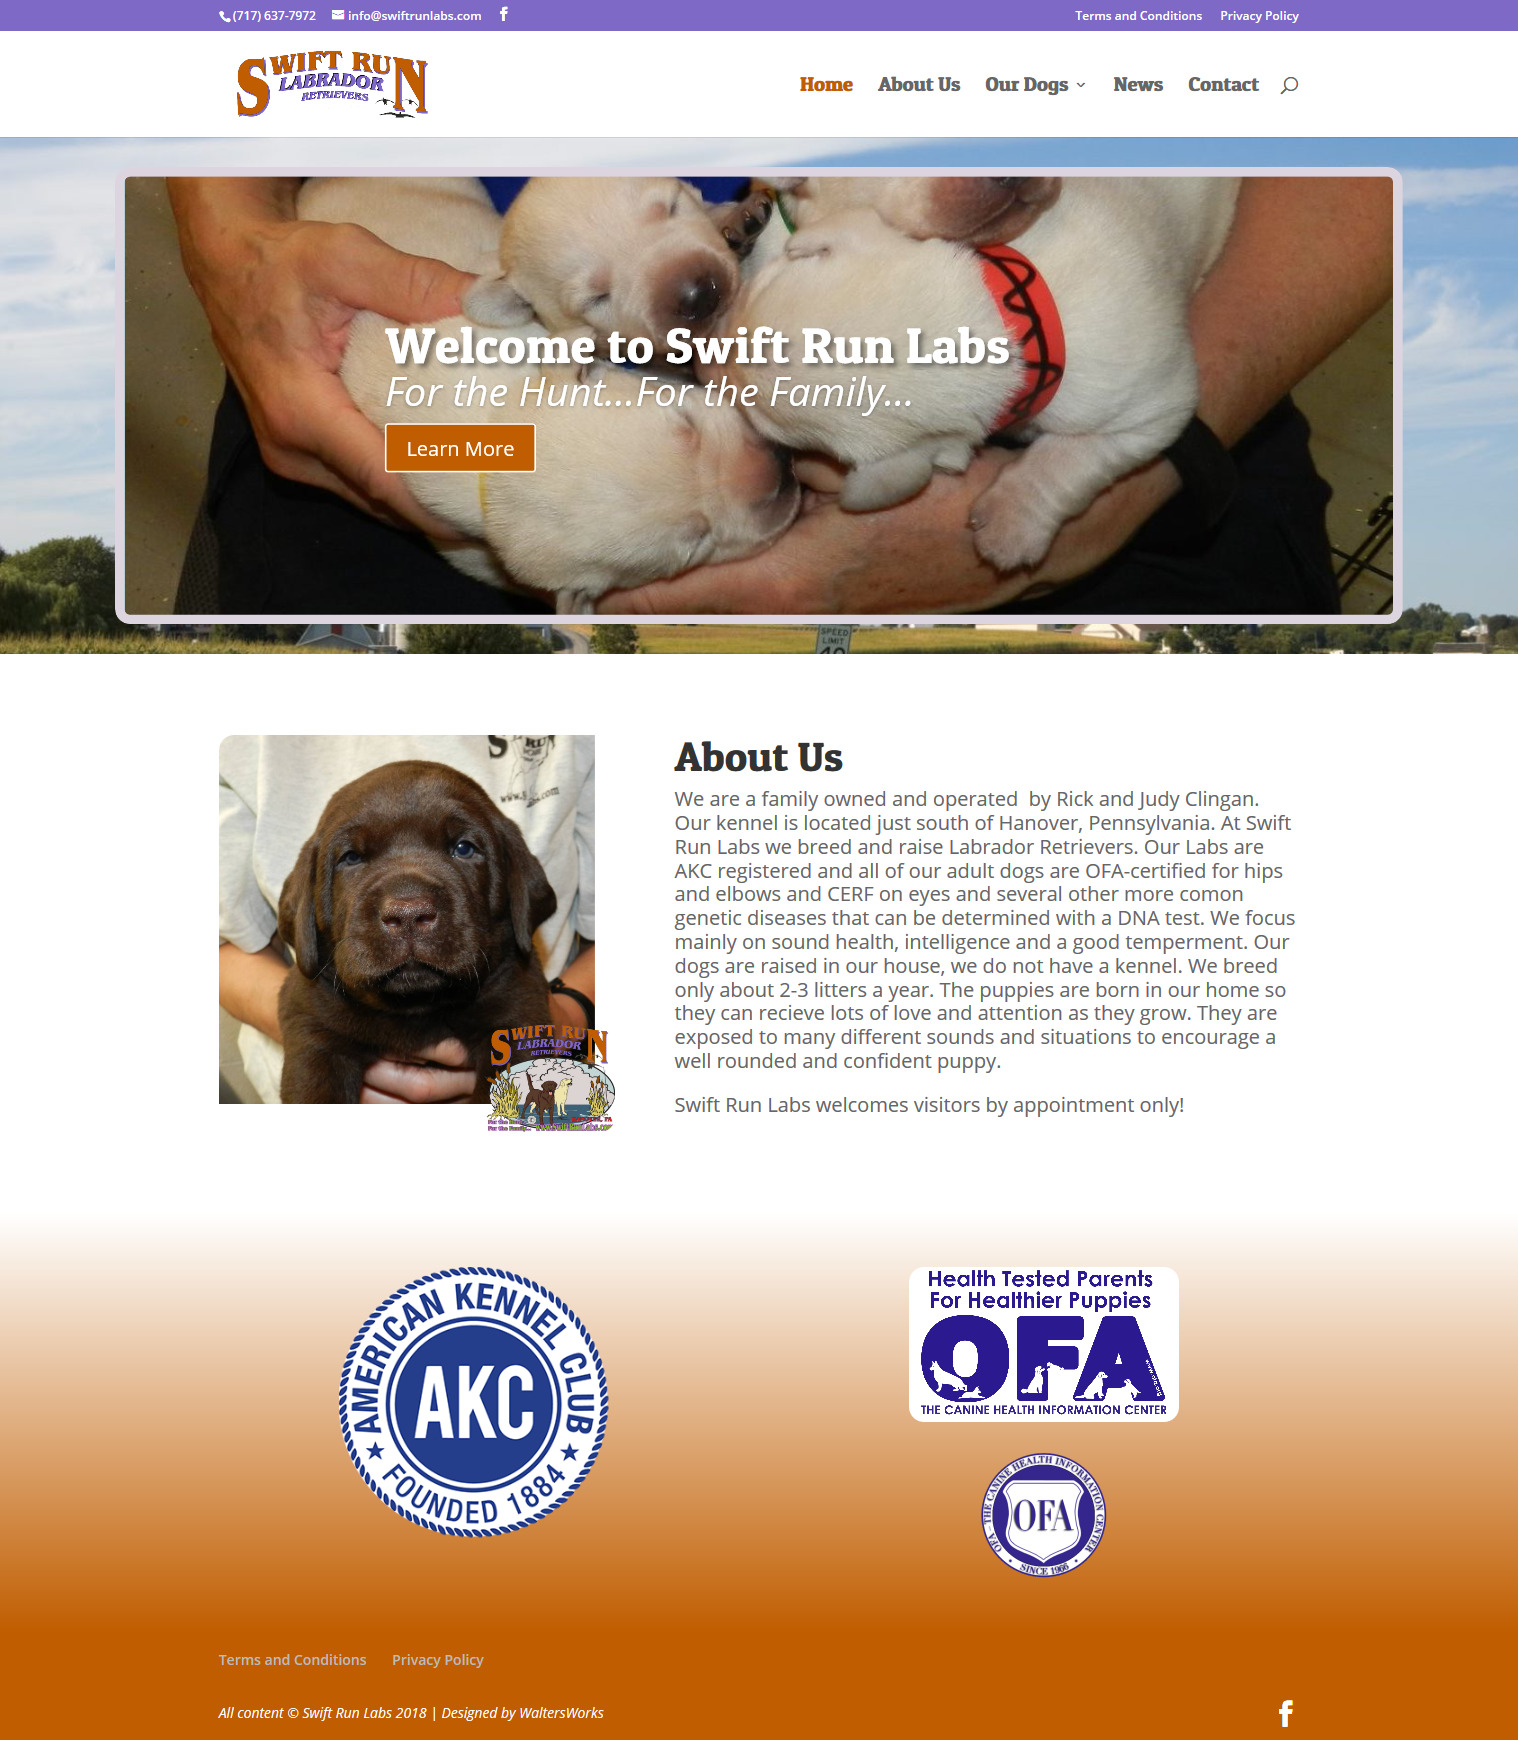 (717) 637-7972 info@swiftrunlabs.com Terms and Conditions Privacy Policy
SWIFT RUN
LABRADOR
RETRIEVERS
Home About Us Our Dogs News Contact
Welcome to Swift Run Labs
For the Hunt...For the Family...
Learn More
SPEED
LIMIT
40
About Us
We are a family owned and operated  by Rick and Judy Clingan.
Our kennel is located just south of Hanover, Pennsylvania. At Swift
Run Labs we breed and raise Labrador Retrievers. Our Labs are
AKC registered and all of our adult dogs are OFA-certified for hips
and elbows and CERF on eyes and several other more comon
genetic diseases that can be determined with a DNA test. We focus
mainly on sound health, intelligence and a good temperment. Our
dogs are raised in our house, we do not have a kennel. We breed
only about 2-3 litters a year. The puppies are born in our home so
they can recieve lots of love and attention as they grow. They are
exposed to many different sounds and situations to encourage a
well rounded and confident puppy.
Swift Run Labs welcomes visitors by appointment only!
SWIFT RUN
LABRADOR
RETRIEVERS
AMERICAN KENNEL CLUB
AKC
FOUNDED 1884
Health Tested Parents
For Healthier Puppies
OFA
www.ofa.org
THE CANINE HEALTH INFORMATION CENTER
OFA - THE CANINE HEALTH INFORMATION CENTER
OFA
SINCE 1966
Terms and Conditions Privacy Policy
All content © Swift Run Labs 2018 | Designed by WaltersWorks